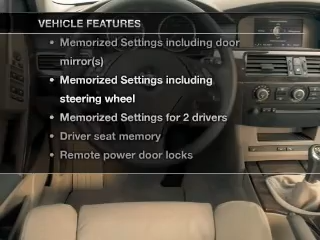 VEHICLE FEATURES
• Memorized Settings including door
mirror(s)
• Memorized Settings including
steering wheel
• Memorized Settings for 2 drivers
• Driver seat memory
• Remote power door locks